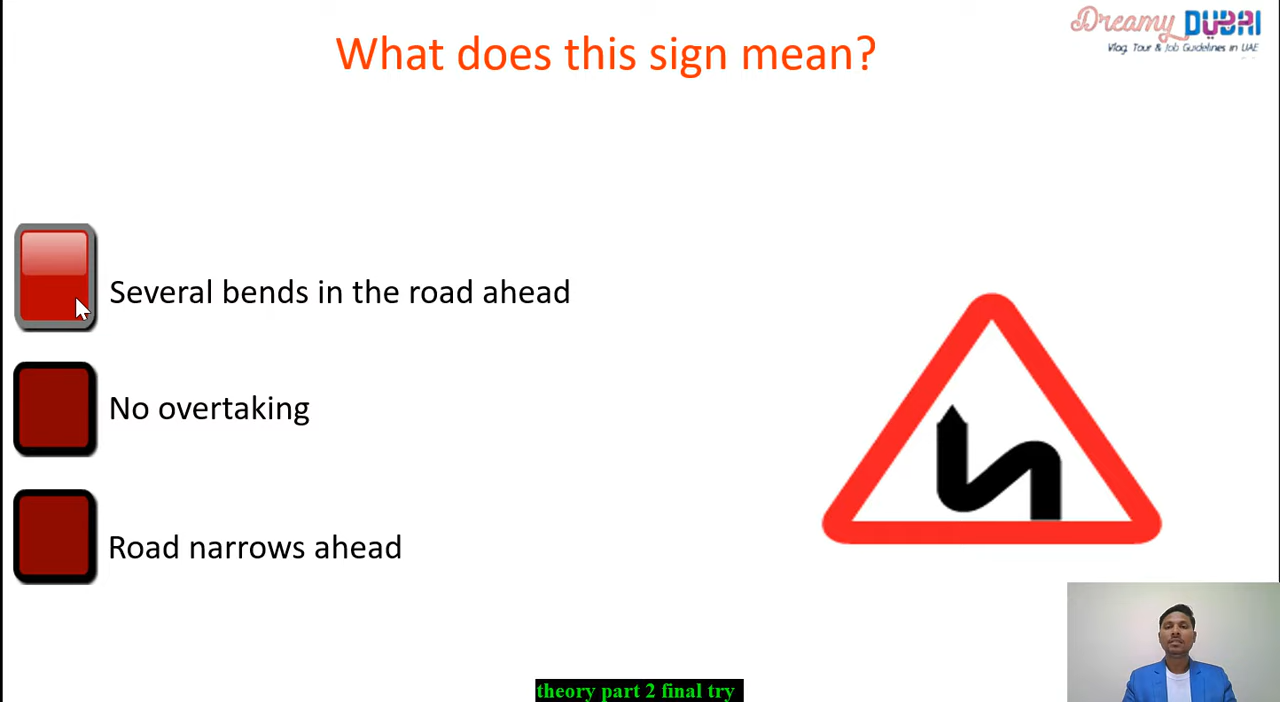 Dreamy DUBAI
Vlog, Tour & Job Guidelines in UAE
What does this sign mean?
Several bends in the road ahead
No overtaking
Road narrows ahead
theory part 2 final try